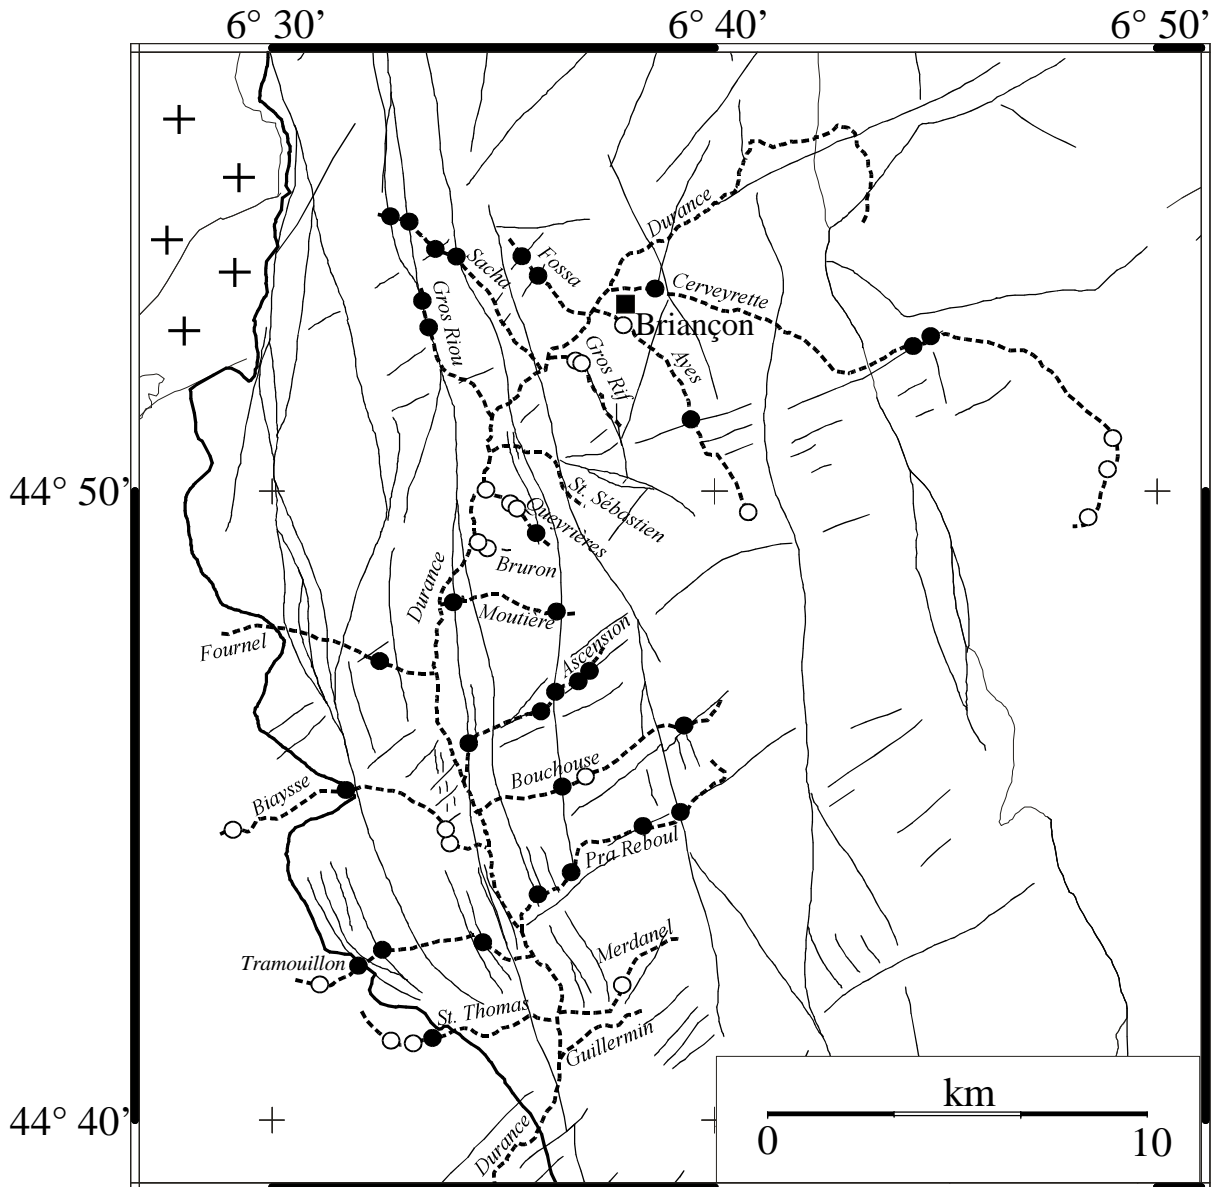 6° 30’
6° 40’
6° 50’
Durance
Sacha
Fossa
Cerveyrette
Gros Riou
Briançon
Gros Rif
Ayes
44° 50’
St. Sébastien
Queyrières
Bruron
Durance
Moutière
Fournel
Ascension
Bouchouse
Biaysse
Pra Reboul
Merdanel
Tramouillon
St. Thomas
Guillermin
km
0
10
44° 40’
Durance